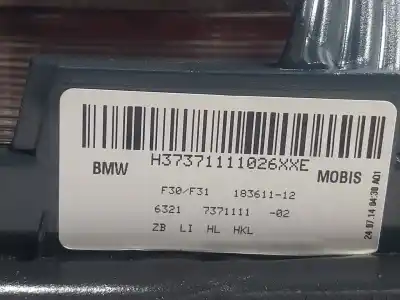 H37371111026XXE
BMW MOBIS
F30/F31 183611-12
6321 7371111 -02
ZB LI HL HKL
24.07.14 04:30 A01